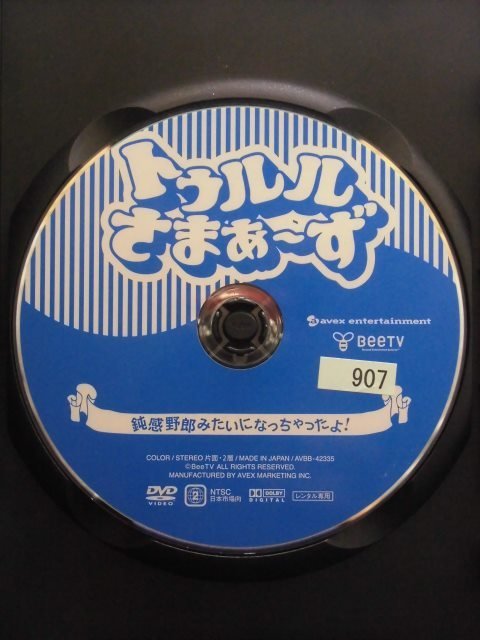 トゥルル
さまぁ〜ず
avex entertainment
BeeTV
907
鈍感野郎みたいになっちゃったよ!
COLOR / STEREO 片面・2層 / MADE IN JAPAN / AVBB-42335
©BeeTV ALL RIGHTS RESERVED.
MANUFACTURED BY AVEX MARKETING INC.
DVD VIDEO
2
NTSC
日本市場向
DOLBY DIGITAL
レンタル専用